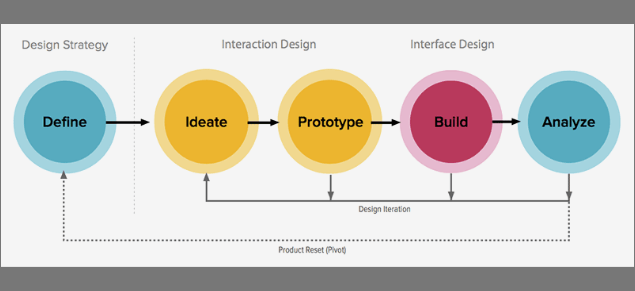 Design Strategy
Interaction Design
Interface Design
Define
Ideate
Prototype
Build
Analyze
Design Iteration
Product Reset (Pivot)